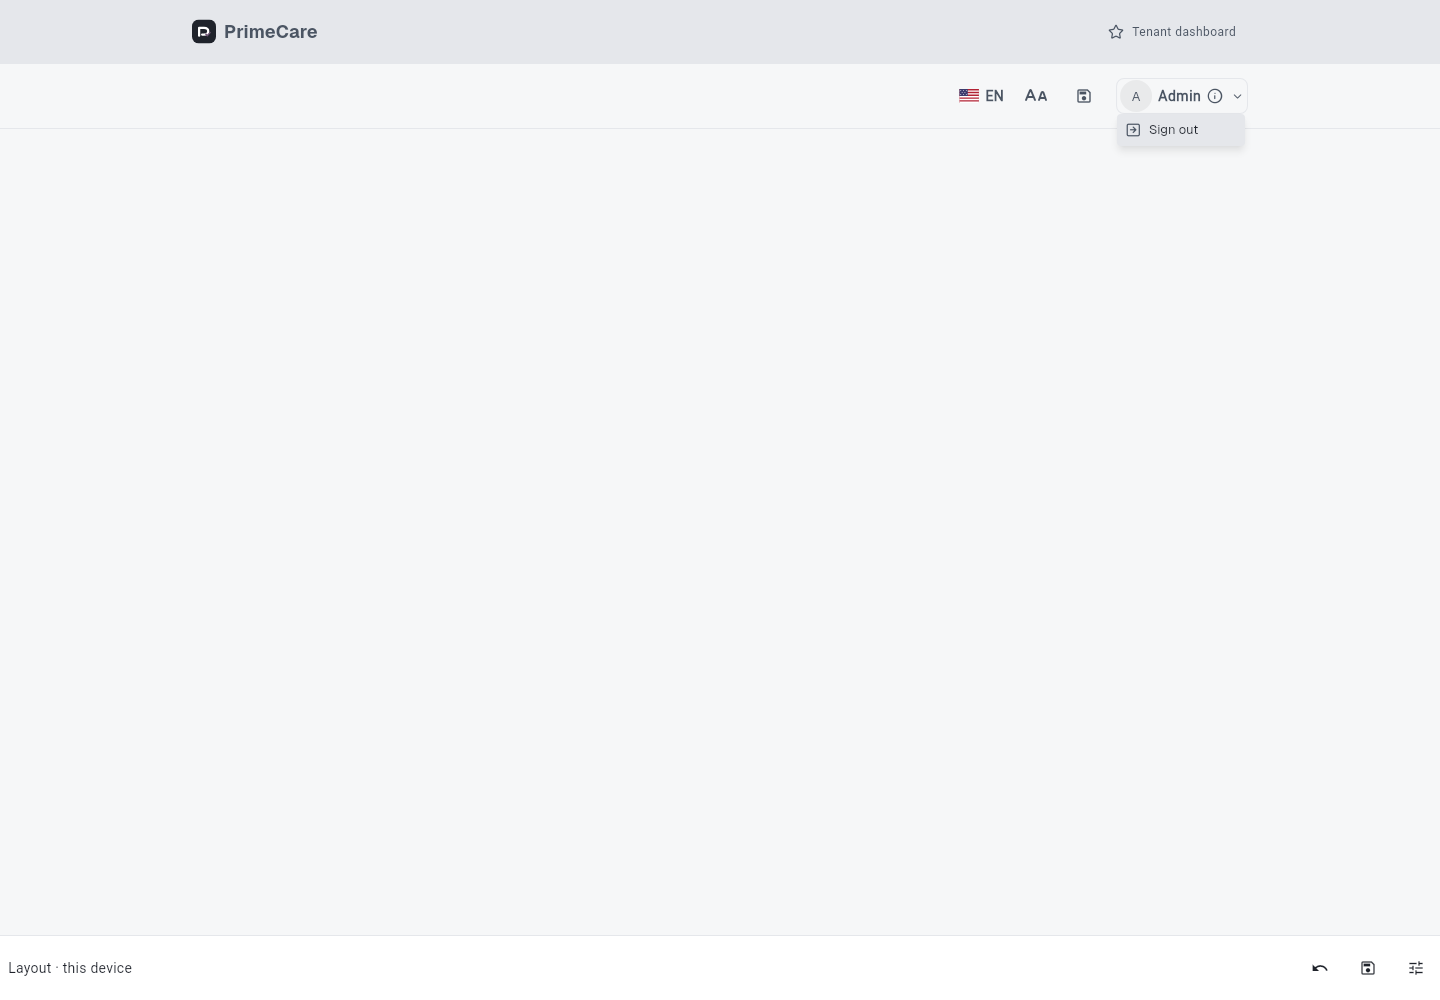 PrimeCare
Tenant dashboard
EN
AA
A
Admin
Sign out
Layout · this device